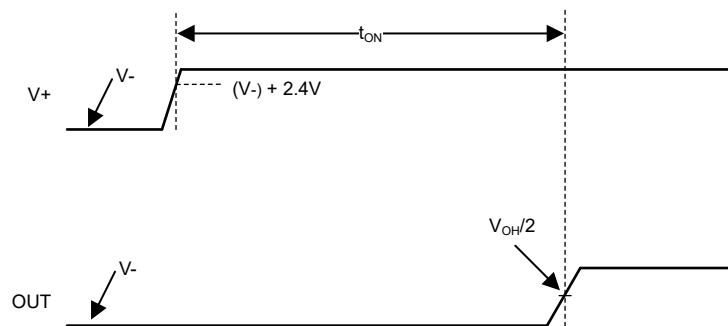 tON
V-
V+
(V-) + 2.4V
VOH/2
V-
OUT